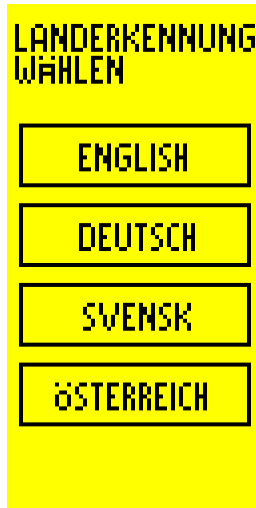 LANDERKENNUNG
WÄHLEN
ENGLISH
DEUTSCH
SVENSK
öSTERREICH